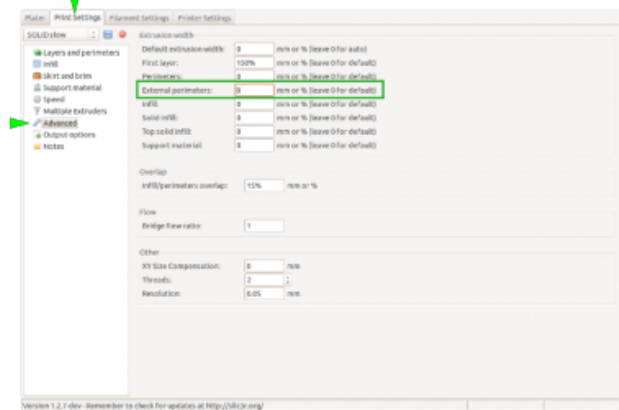 Plater Print Settings Filament Settings Printer Settings
SOLID slow
Layers and perimeters
Infill
Skirt and brim
Support material
Speed
Multiple Extruders
Advanced
Output options
Notes
Extrusion width
Default extrusion width: 0 mm or % (leave 0 for auto)
First layer: 150% mm or % (leave 0 for default)
Perimeters: 0 mm or % (leave 0 for default)
External perimeters: 0 mm or % (leave 0 for default)
Infill: 0 mm or % (leave 0 for default)
Solid infill: 0 mm or % (leave 0 for default)
Top solid infill: 0 mm or % (leave 0 for default)
Support material: 0 mm or % (leave 0 for default)
Overlap
Infill/perimeters overlap: 15% mm or %
Flow
Bridge flow ratio: 1
Other
XY Size Compensation: 0 mm
Threads: 2
Resolution: 0.05 mm
Version 1.2.7-dev - Remember to check for updates at http://slic3r.org/